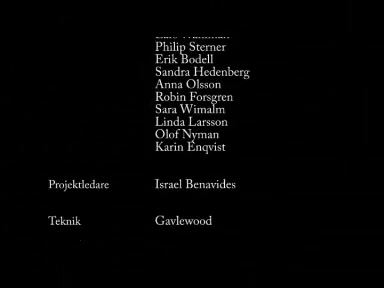 Philip Sterner
Erik Bodell
Sandra Hedenberg
Anna Olsson
Robin Forsgren
Sara Wimalm
Linda Larsson
Olof Nyman
Karin Enqvist
Projektledare Israel Benavides
Teknik Gavlewood